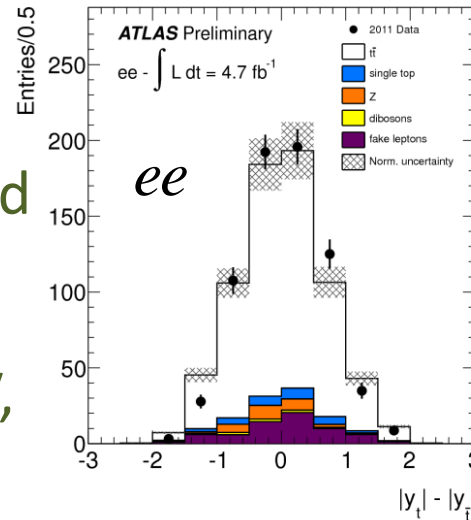 Entries/0.5
ATLAS Preliminary
ee - ∫ L dt = 4.7 fb⁻¹
2011 Data
tt̄
single top
Z
dibosons
fake leptons
Norm. uncertainty
ee
d
,
250
200
150
100
50
0
-3 -2 -1 0 1 2 3
|y_t| - |y_t̄